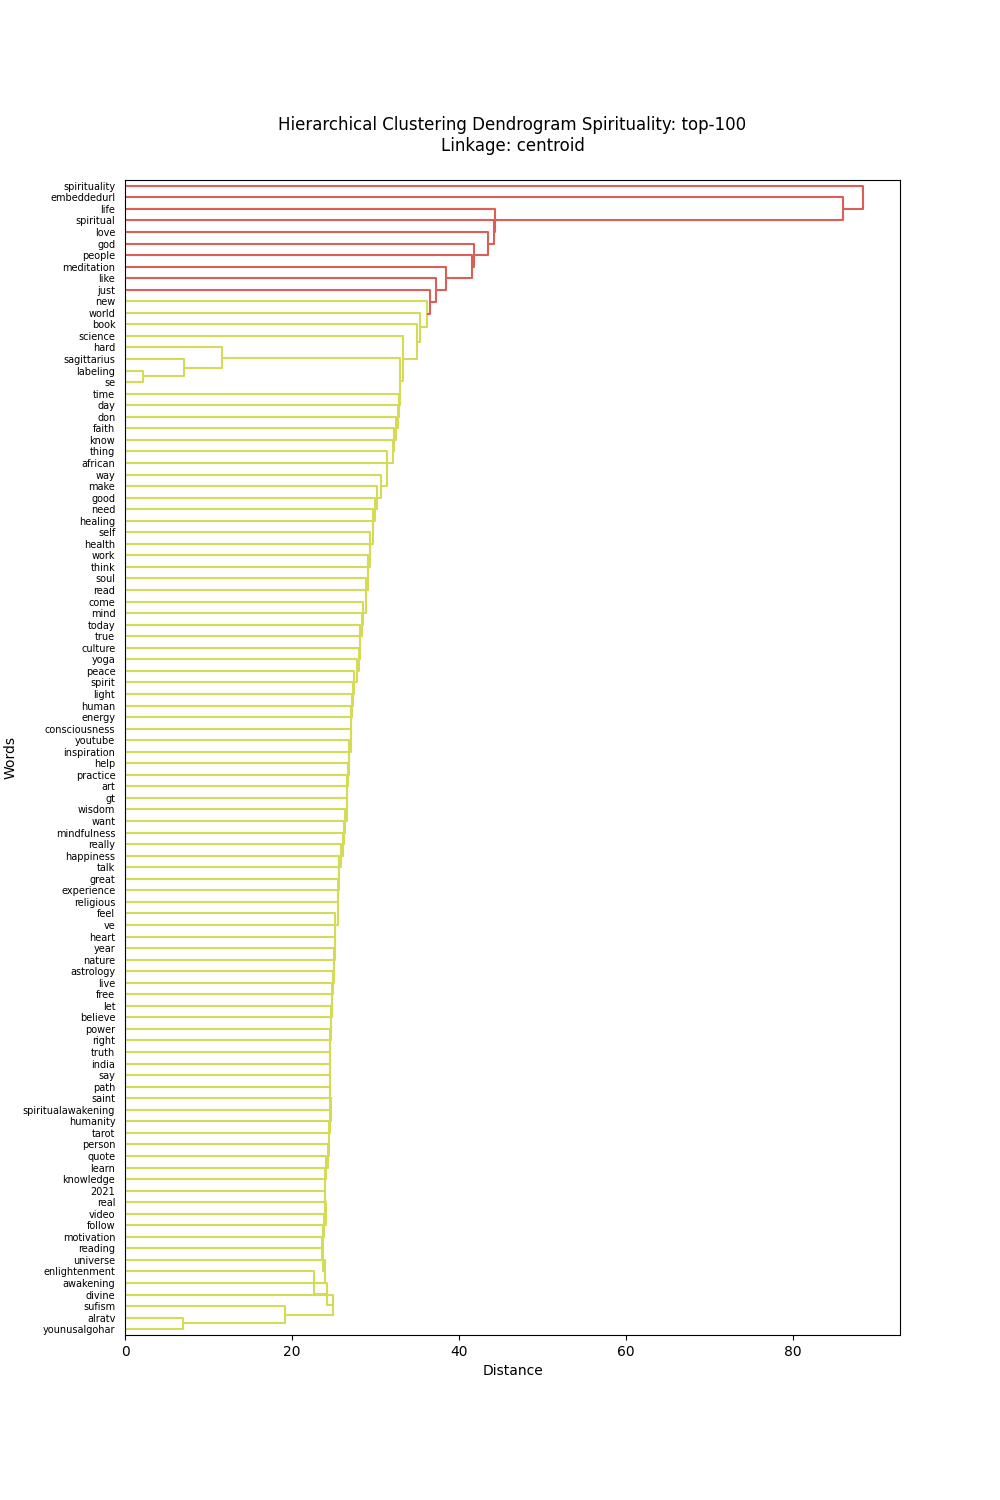 Hierarchical Clustering Dendrogram Spirituality: top-100
Linkage: centroid
spirituality
embeddedurl
life
spiritual
love
god
people
meditation
like
just
new
world
book
science
hard
sagittarius
labeling
se
time
day
don
faith
know
thing
african
way
make
good
need
healing
self
health
work
think
soul
read
come
mind
today
true
culture
yoga
peace
spirit
light
human
energy
consciousness
youtube
inspiration
help
practice
art
gt
wisdom
want
mindfulness
really
happiness
talk
great
experience
religious
feel
ve
heart
year
nature
astrology
live
free
let
believe
power
right
truth
india
say
path
saint
spiritualawakening
humanity
tarot
person
quote
learn
knowledge
2021
real
video
follow
motivation
reading
universe
enlightenment
awakening
divine
sufism
alratv
younusalgohar
Words
0 20 40 60 80
Distance